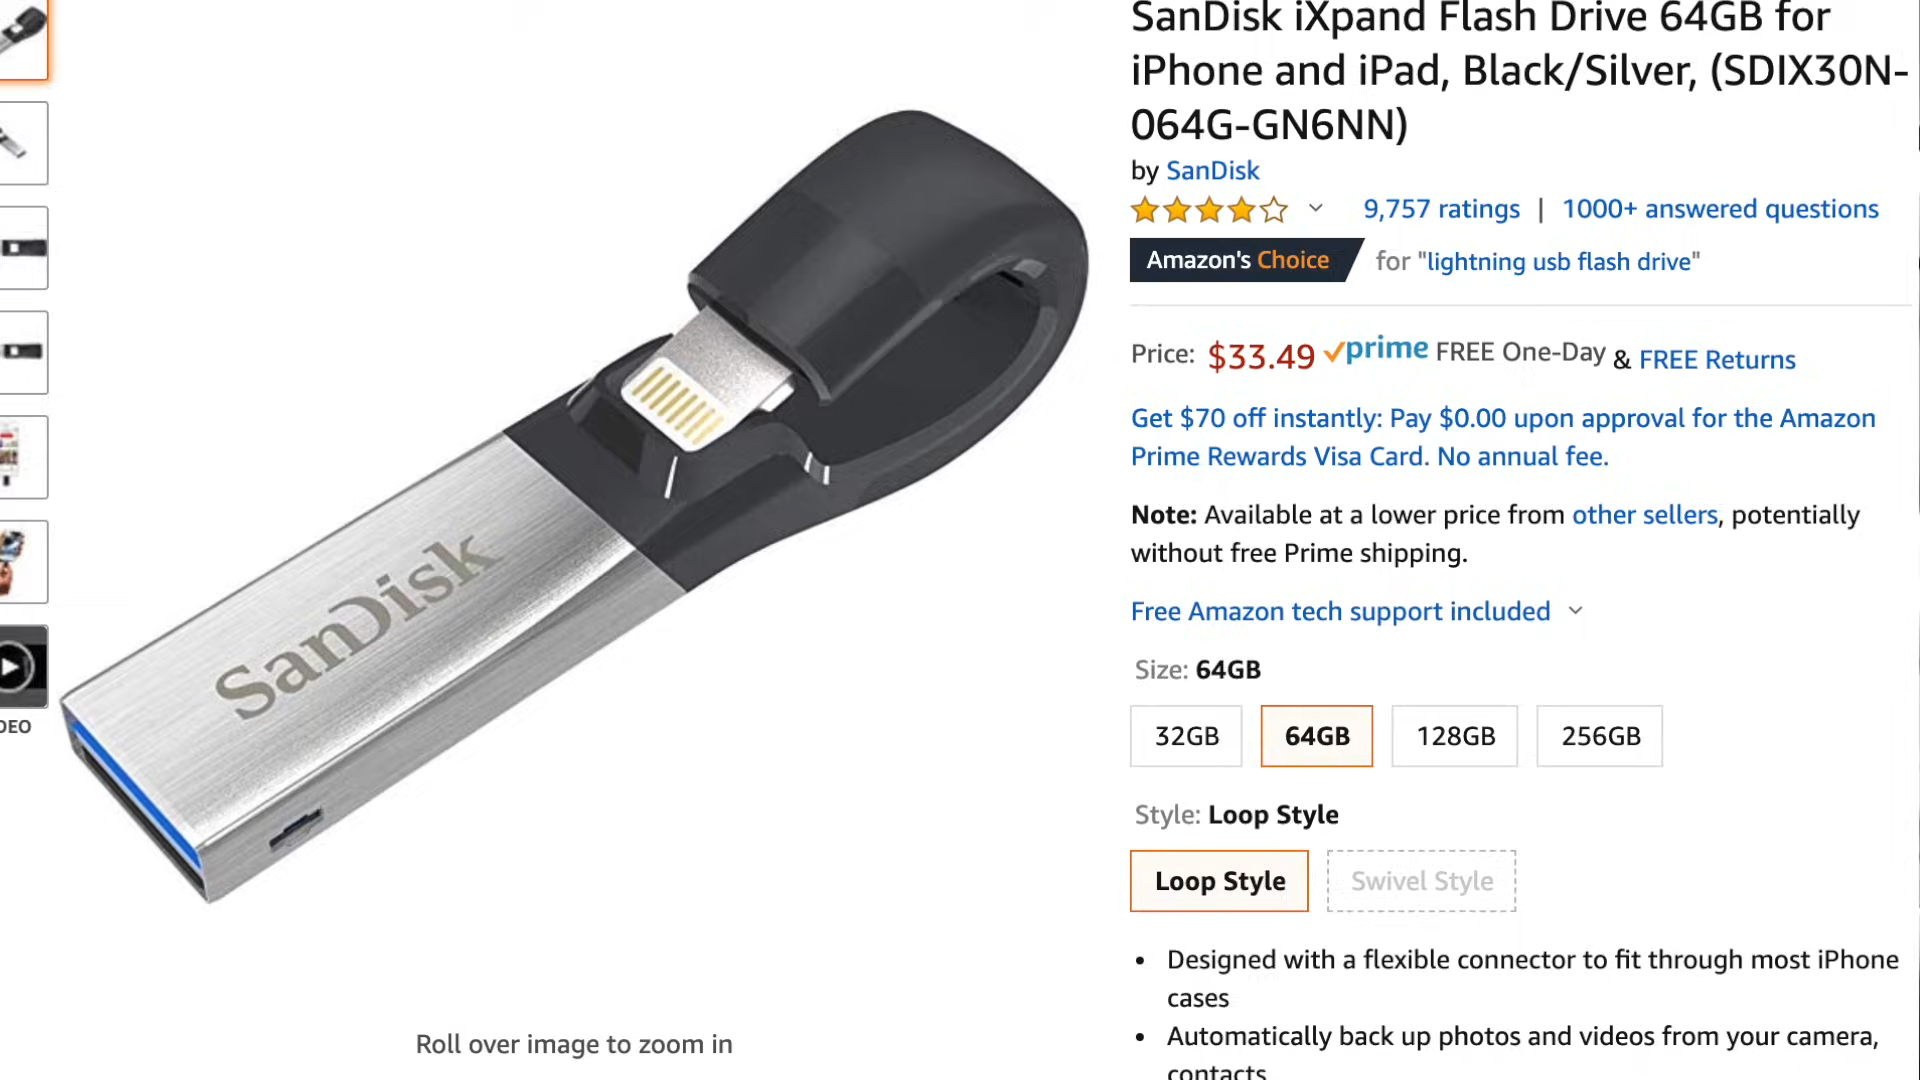 SanDisk iXpand Flash Drive 64GB for
iPhone and iPad, Black/Silver, (SDIX30N-
064G-GN6NN)
by SanDisk
9,757 ratings | 1000+ answered questions
Amazon's Choice for "lightning usb flash drive"
Price: $33.49 prime FREE One-Day & FREE Returns
Get $70 off instantly: Pay $0.00 upon approval for the Amazon
Prime Rewards Visa Card. No annual fee.
Note: Available at a lower price from other sellers, potentially
without free Prime shipping.
Free Amazon tech support included
Size: 64GB
32GB 64GB 128GB 256GB
Style: Loop Style
Loop Style Swivel Style
• Designed with a flexible connector to fit through most iPhone
cases
• Automatically back up photos and videos from your camera,
contacts
SanDisk
DEO
Roll over image to zoom in